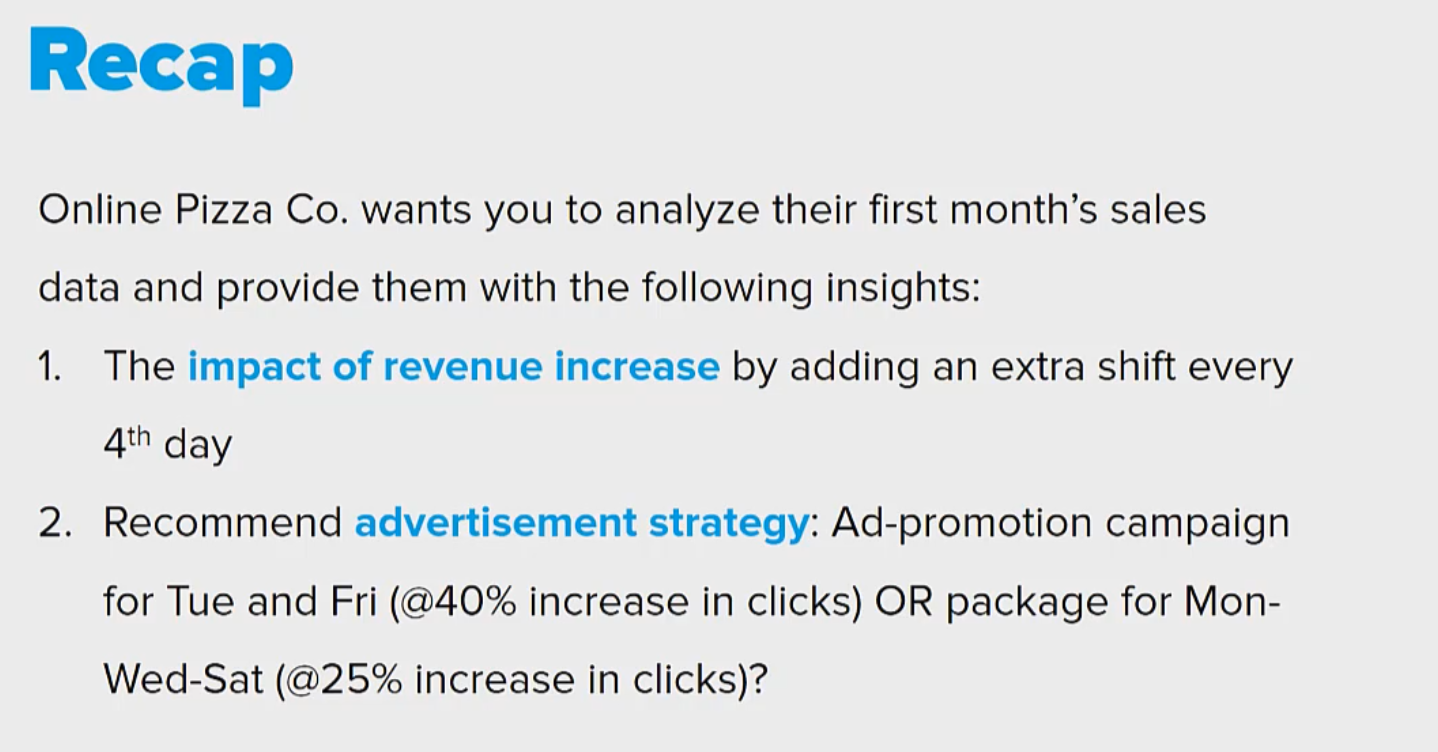 Recap
Online Pizza Co. wants you to analyze their first month’s sales
data and provide them with the following insights:
1. The impact of revenue increase by adding an extra shift every
4th day
2. Recommend advertisement strategy: Ad-promotion campaign
for Tue and Fri (@40% increase in clicks) OR package for Mon-
Wed-Sat (@25% increase in clicks)?